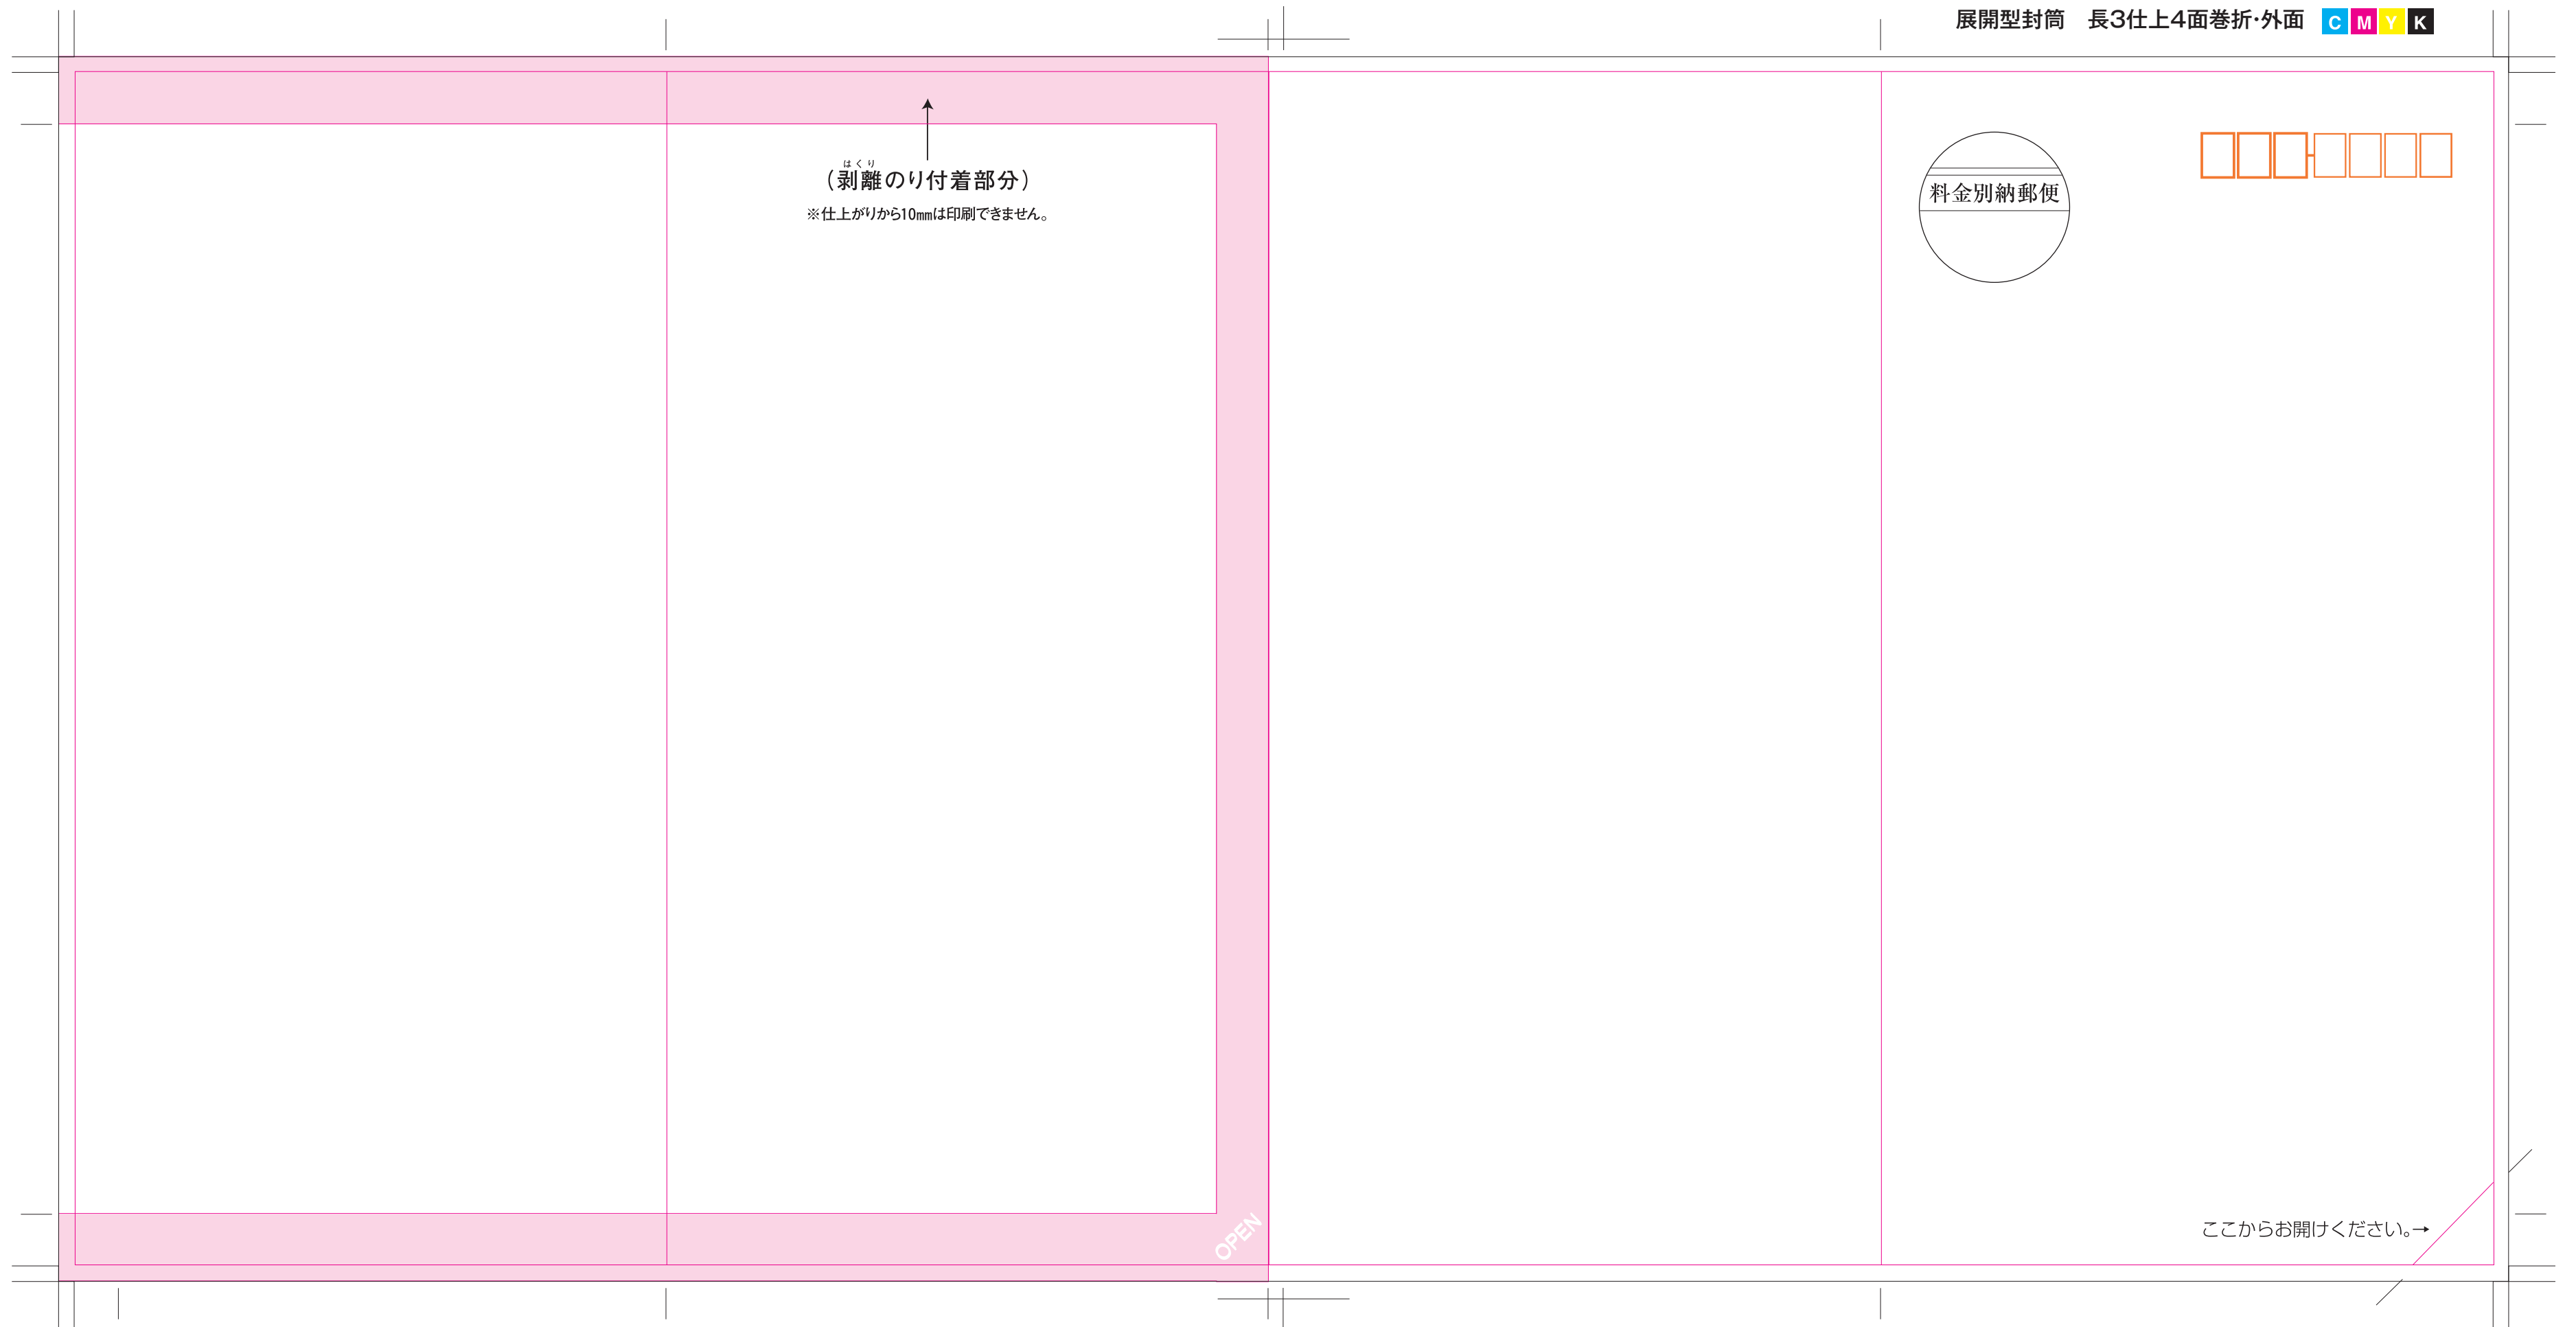 展開型封筒　長3仕上4面巻折・外面 C M Y K
はくり
（剥離のり付着部分）
※仕上がりから10㎜は印刷できません。
料金別納郵便
OPEN
ここからお開けください。→